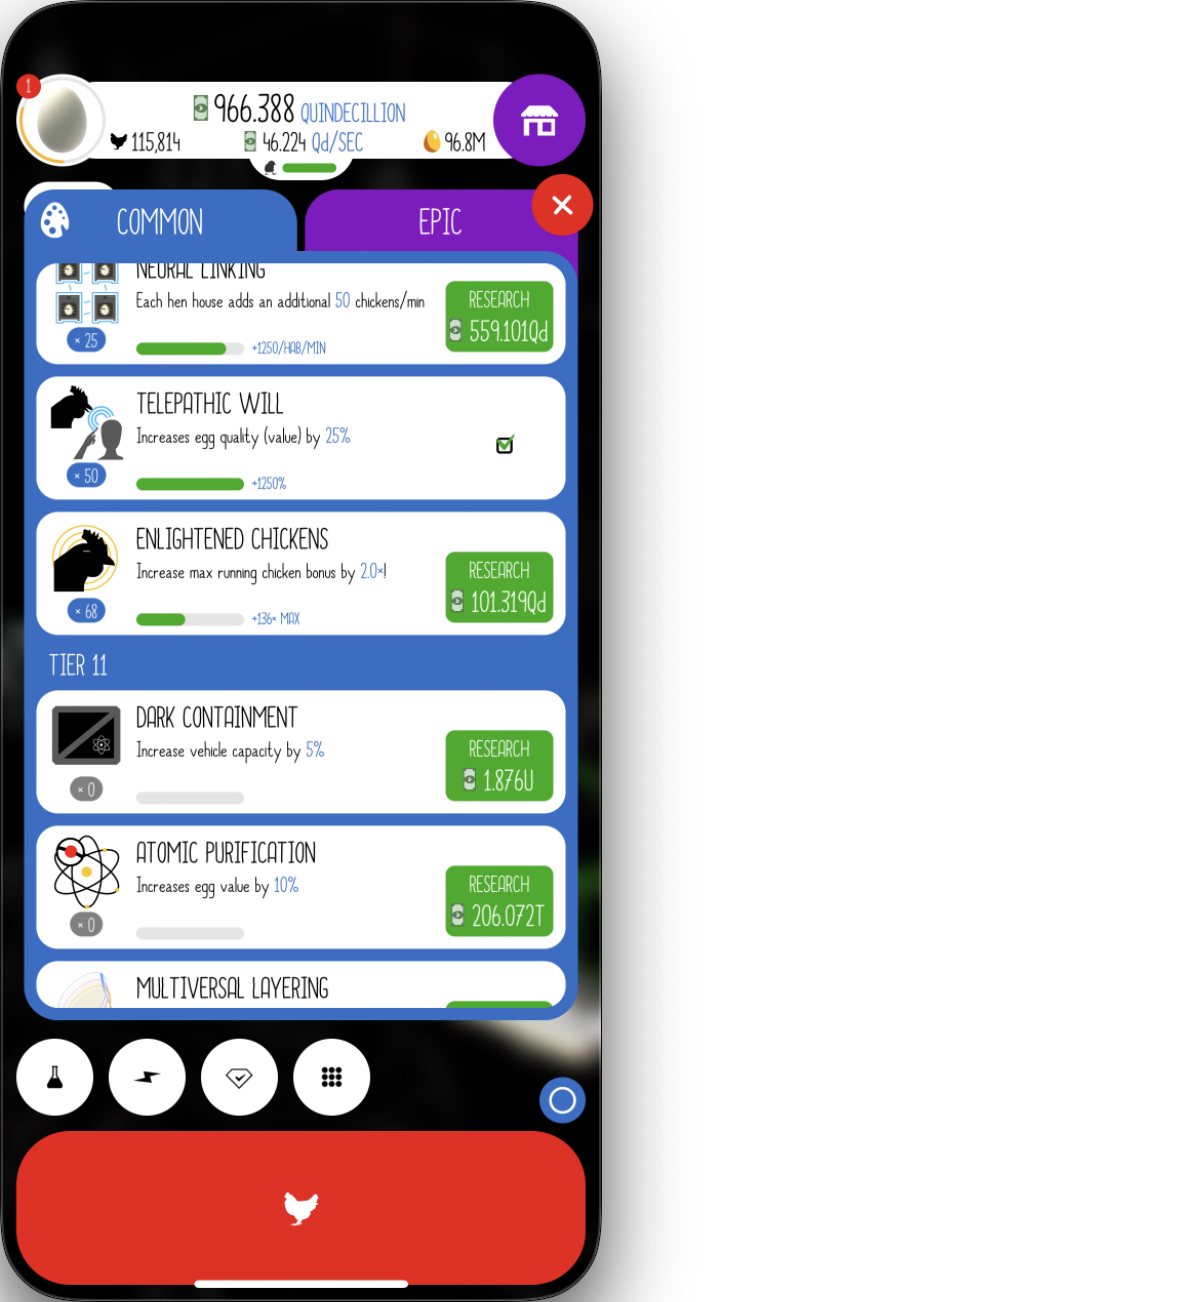 1
966.388 QUINDECILLION
115,814 46.224 Qd/SEC 96.8M
COMMON EPIC
NEURAL LINKING
Each hen house adds an additional 50 chickens/min
× 25
+1250/HAB/MIN
RESEARCH
559.101Qd
TELEPATHIC WILL
Increases egg quality (value) by 25%
× 50
+1250%
ENLIGHTENED CHICKENS
Increase max running chicken bonus by 2.0×!
× 68
+136× MAX
RESEARCH
101.319Qd
TIER 11
DARK CONTAINMENT
Increase vehicle capacity by 5%
× 0
RESEARCH
1.876U
ATOMIC PURIFICATION
Increases egg value by 10%
× 0
RESEARCH
206.072T
MULTIVERSAL LAYERING